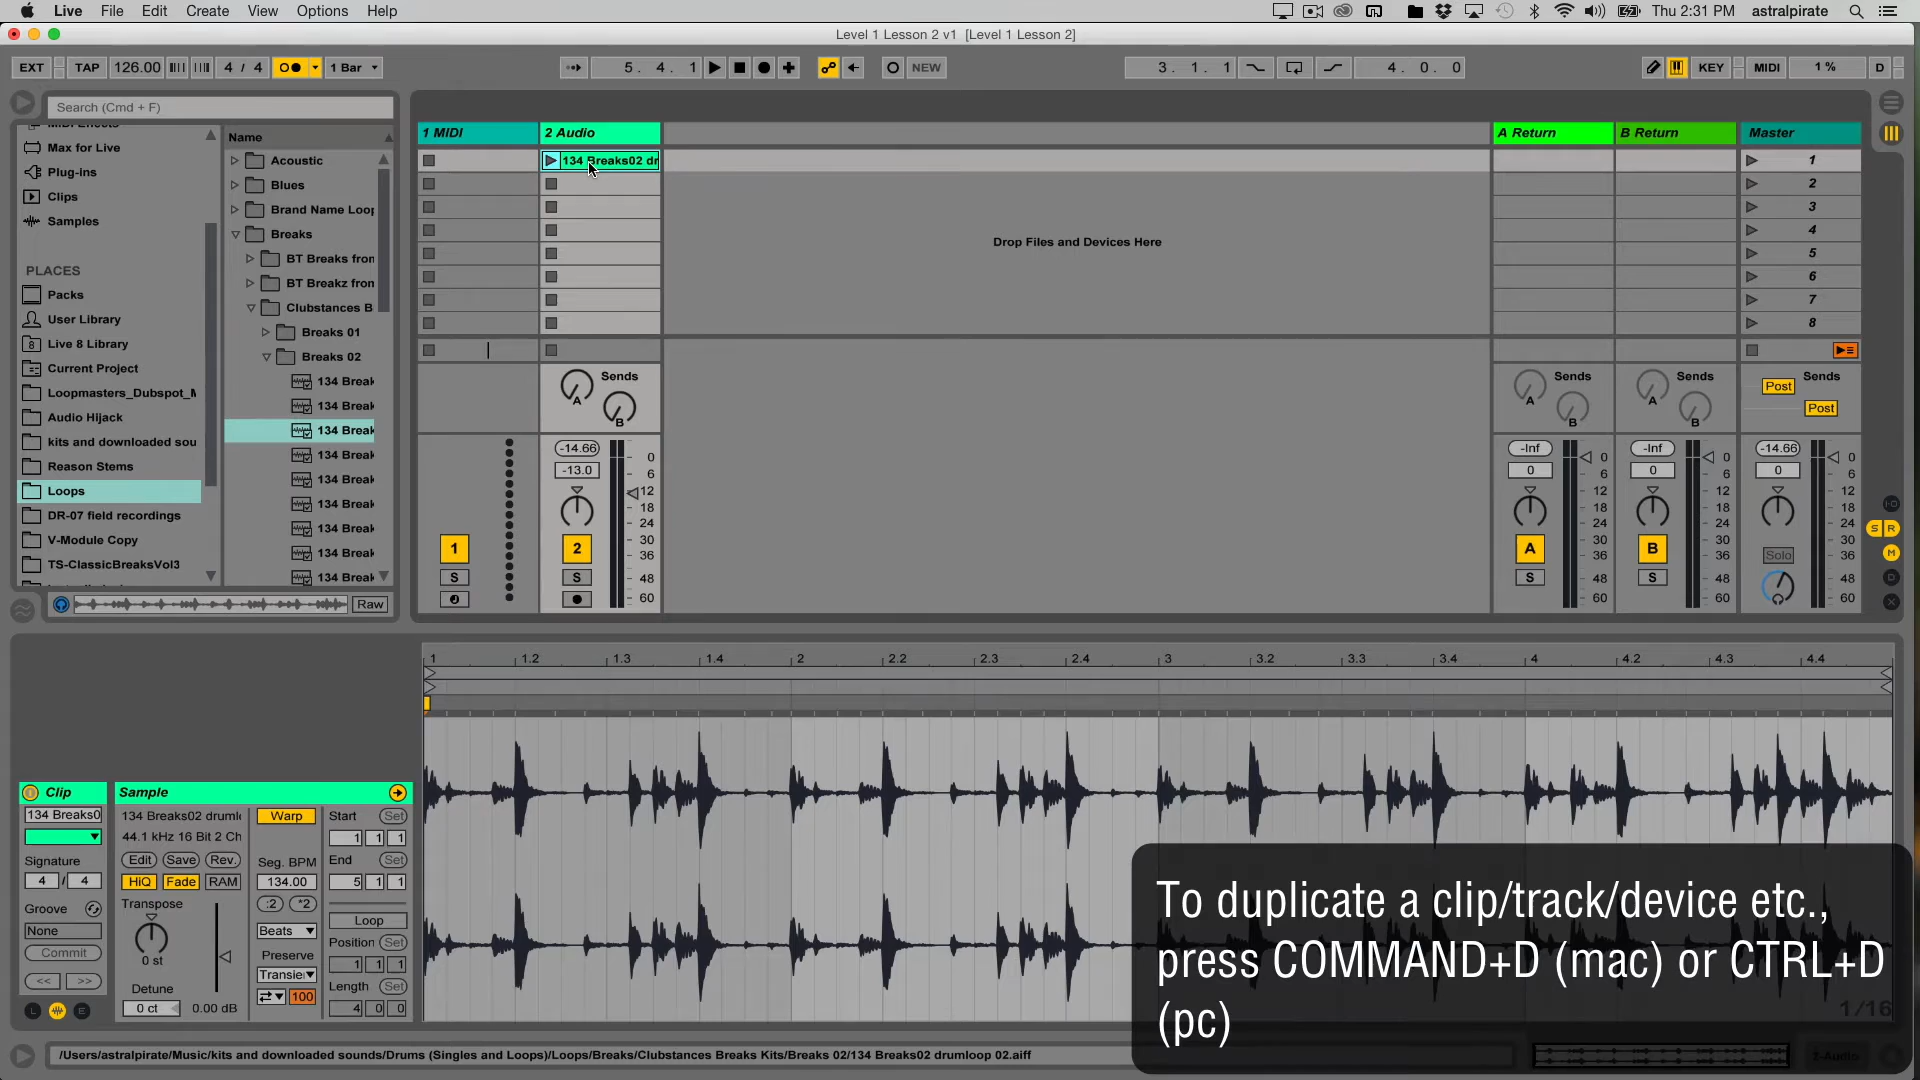 Live File Edit Create View Options Help Thu 2:31 PM astralpirate
Level 1 Lesson 2 v1 [Level 1 Lesson 2]
EXT TAP 126.00 4 / 4 1 Bar 5. 4. 1 NEW 3. 1. 1 4. 0. 0 KEY MIDI 1 % D
Search (Cmd + F)
Name
Max for Live
Plug-ins
Clips
Samples
PLACES
Packs
User Library
Live 8 Library
Current Project
Loopmasters_Dubspot_M
Audio Hijack
kits and downloaded sou
Reason Stems
Loops
DR-07 field recordings
V-Module Copy
TS-ClassicBreaksVol3
Acoustic
Blues
Brand Name Loop
Breaks
BT Breaks from
BT Breakz from
Clubstances B
Breaks 01
Breaks 02
134 Break
134 Break
134 Break
134 Break
134 Break
134 Break
134 Break
134 Break
134 Break
Raw
1 MIDI 2 Audio A Return B Return Master
134 Breaks02 dr
1
2
3
4
5
6
7
8
Drop Files and Devices Here
Sends Sends Sends Sends
A A A Post
B B B Post
-14.66 -Inf -Inf -14.66
-13.0 0 0 0
0 0 0 0
6 6 6 6
12 12 12 12
18 18 18 18
24 24 24 24
30 30 30 30
36 36 36 36
48 48 48 48
60 60 60 60
1 2 A B Solo
S S S S
S R
M
D
X
1 1.2 1.3 1.4 2 2.2 2.3 2.4 3 3.2 3.3 3.4 4 4.2 4.3 4.4
Clip
134 Breaks0
Signature
4 / 4
Groove
None
Commit
<< >>
L E
Sample
134 Breaks02 drumlo
44.1 kHz 16 Bit 2 Ch
Edit Save Rev.
HiQ Fade RAM
Transpose
0 st
Detune
0 ct 0.00 dB
Warp
Seg. BPM
134.00
:2 *2
Beats
Preserve
Transie
100
Start Set
1 1 1
End Set
5 1 1
Loop
Position Set
1 1 1
Length Set
4 0 0
To duplicate a clip/track/device etc.,
press COMMAND+D (mac) or CTRL+D
(pc)
1/16
/Users/astralpirate/Music/kits and downloaded sounds/Drums (Singles and Loops)/Loops/Breaks/Clubstances Breaks Kits/Breaks 02/134 Breaks02 drumloop 02.aiff
2-Audio